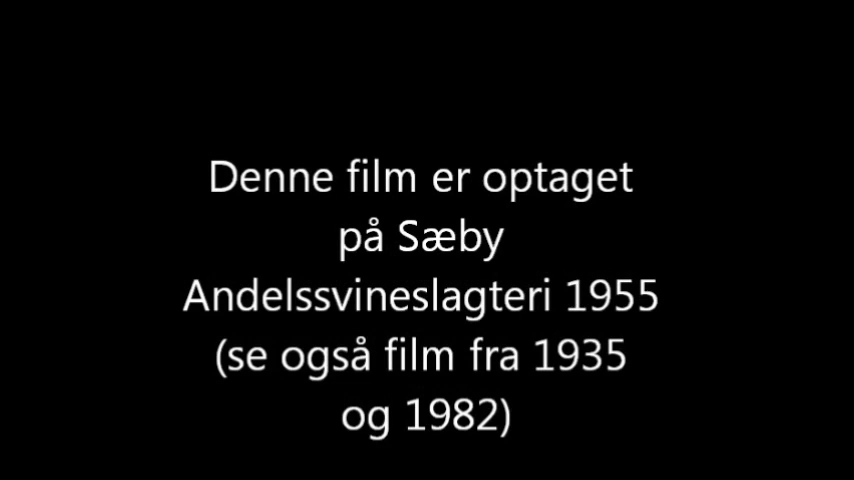 Denne film er optaget
på Sæby
Andelssvineslagteri 1955
(se også film fra 1935
og 1982)